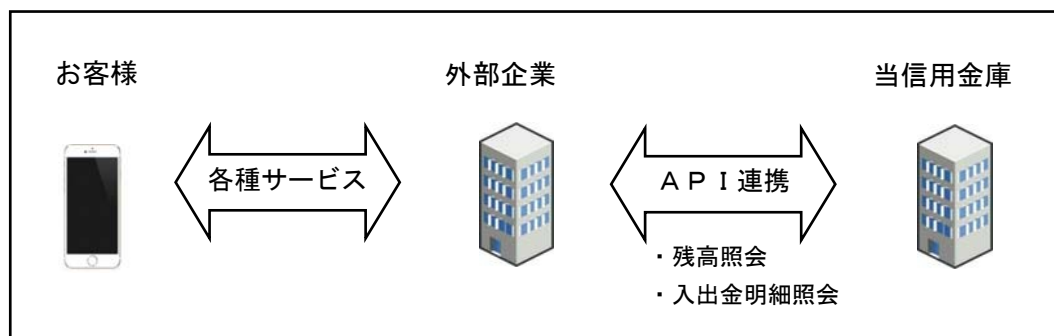 お客様
外部企業
当信用金庫
各種サービス
ＡＰＩ連携
・残高照会
・入出金明細照会